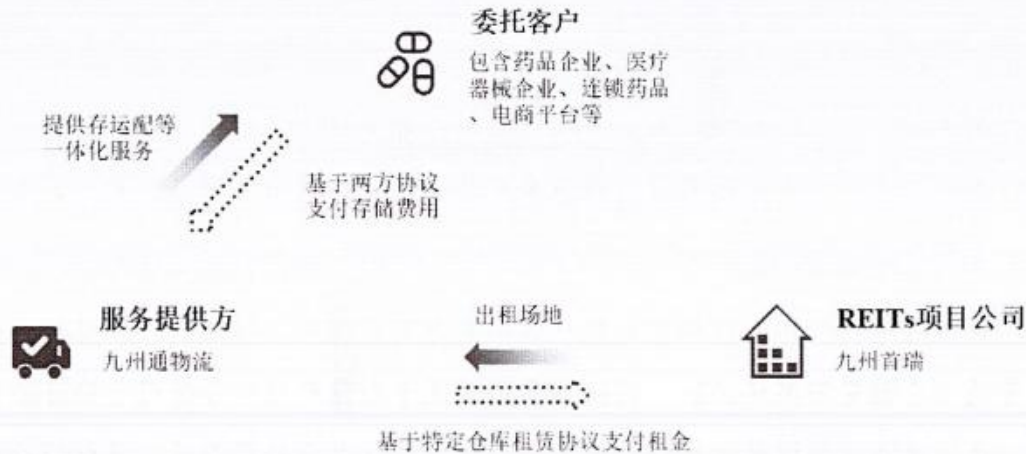 委托客户
包含药品企业、医疗
器械企业、连锁药品
、电商平台等
提供存运配等
一体化服务
基于两方协议
支付存储费用
服务提供方
九州通物流
出租场地
REITs项目公司
九州首瑞
基于特定仓库租赁协议支付租金